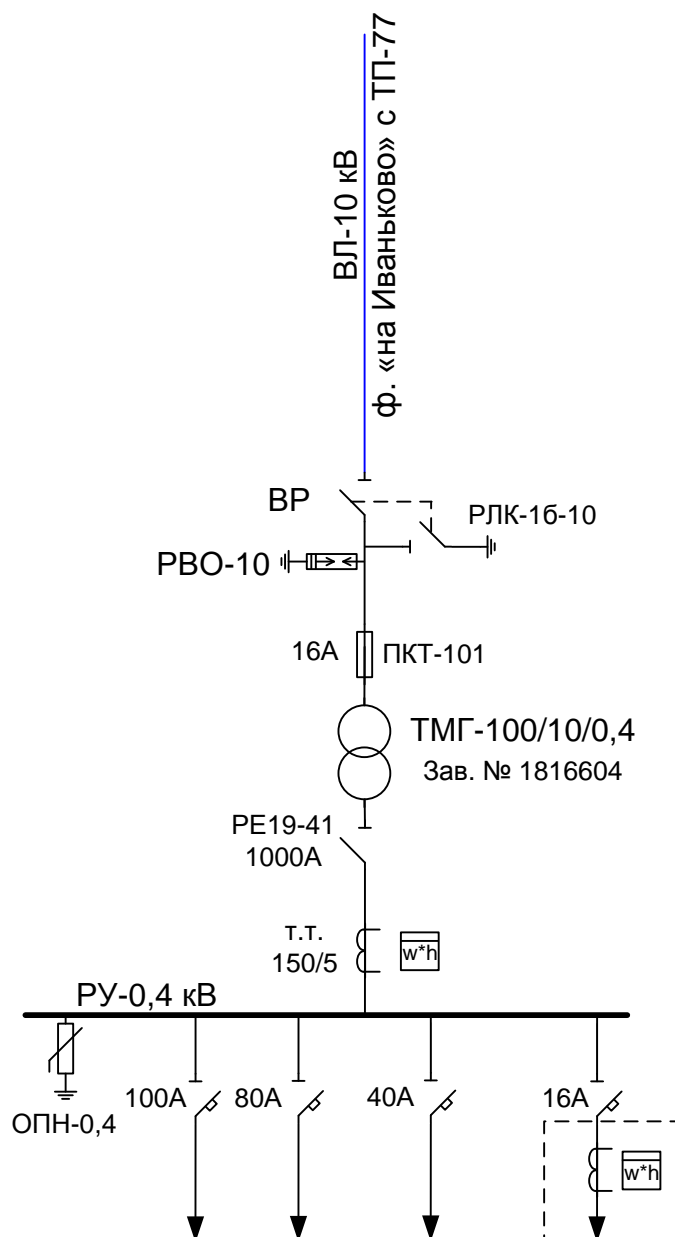 ВЛ-10 кВ
ф. «на Иваньково» с ТП-77
ВР
РЛК-1б-10
РВО-10
16А
ПКТ-101
ТМГ-100/10/0,4
Зав. № 1816604
РЕ19-41
1000А
т.т.
150/5
w*h
РУ-0,4 кВ
ОПН-0,4
100А
80А
40А
16А
w*h